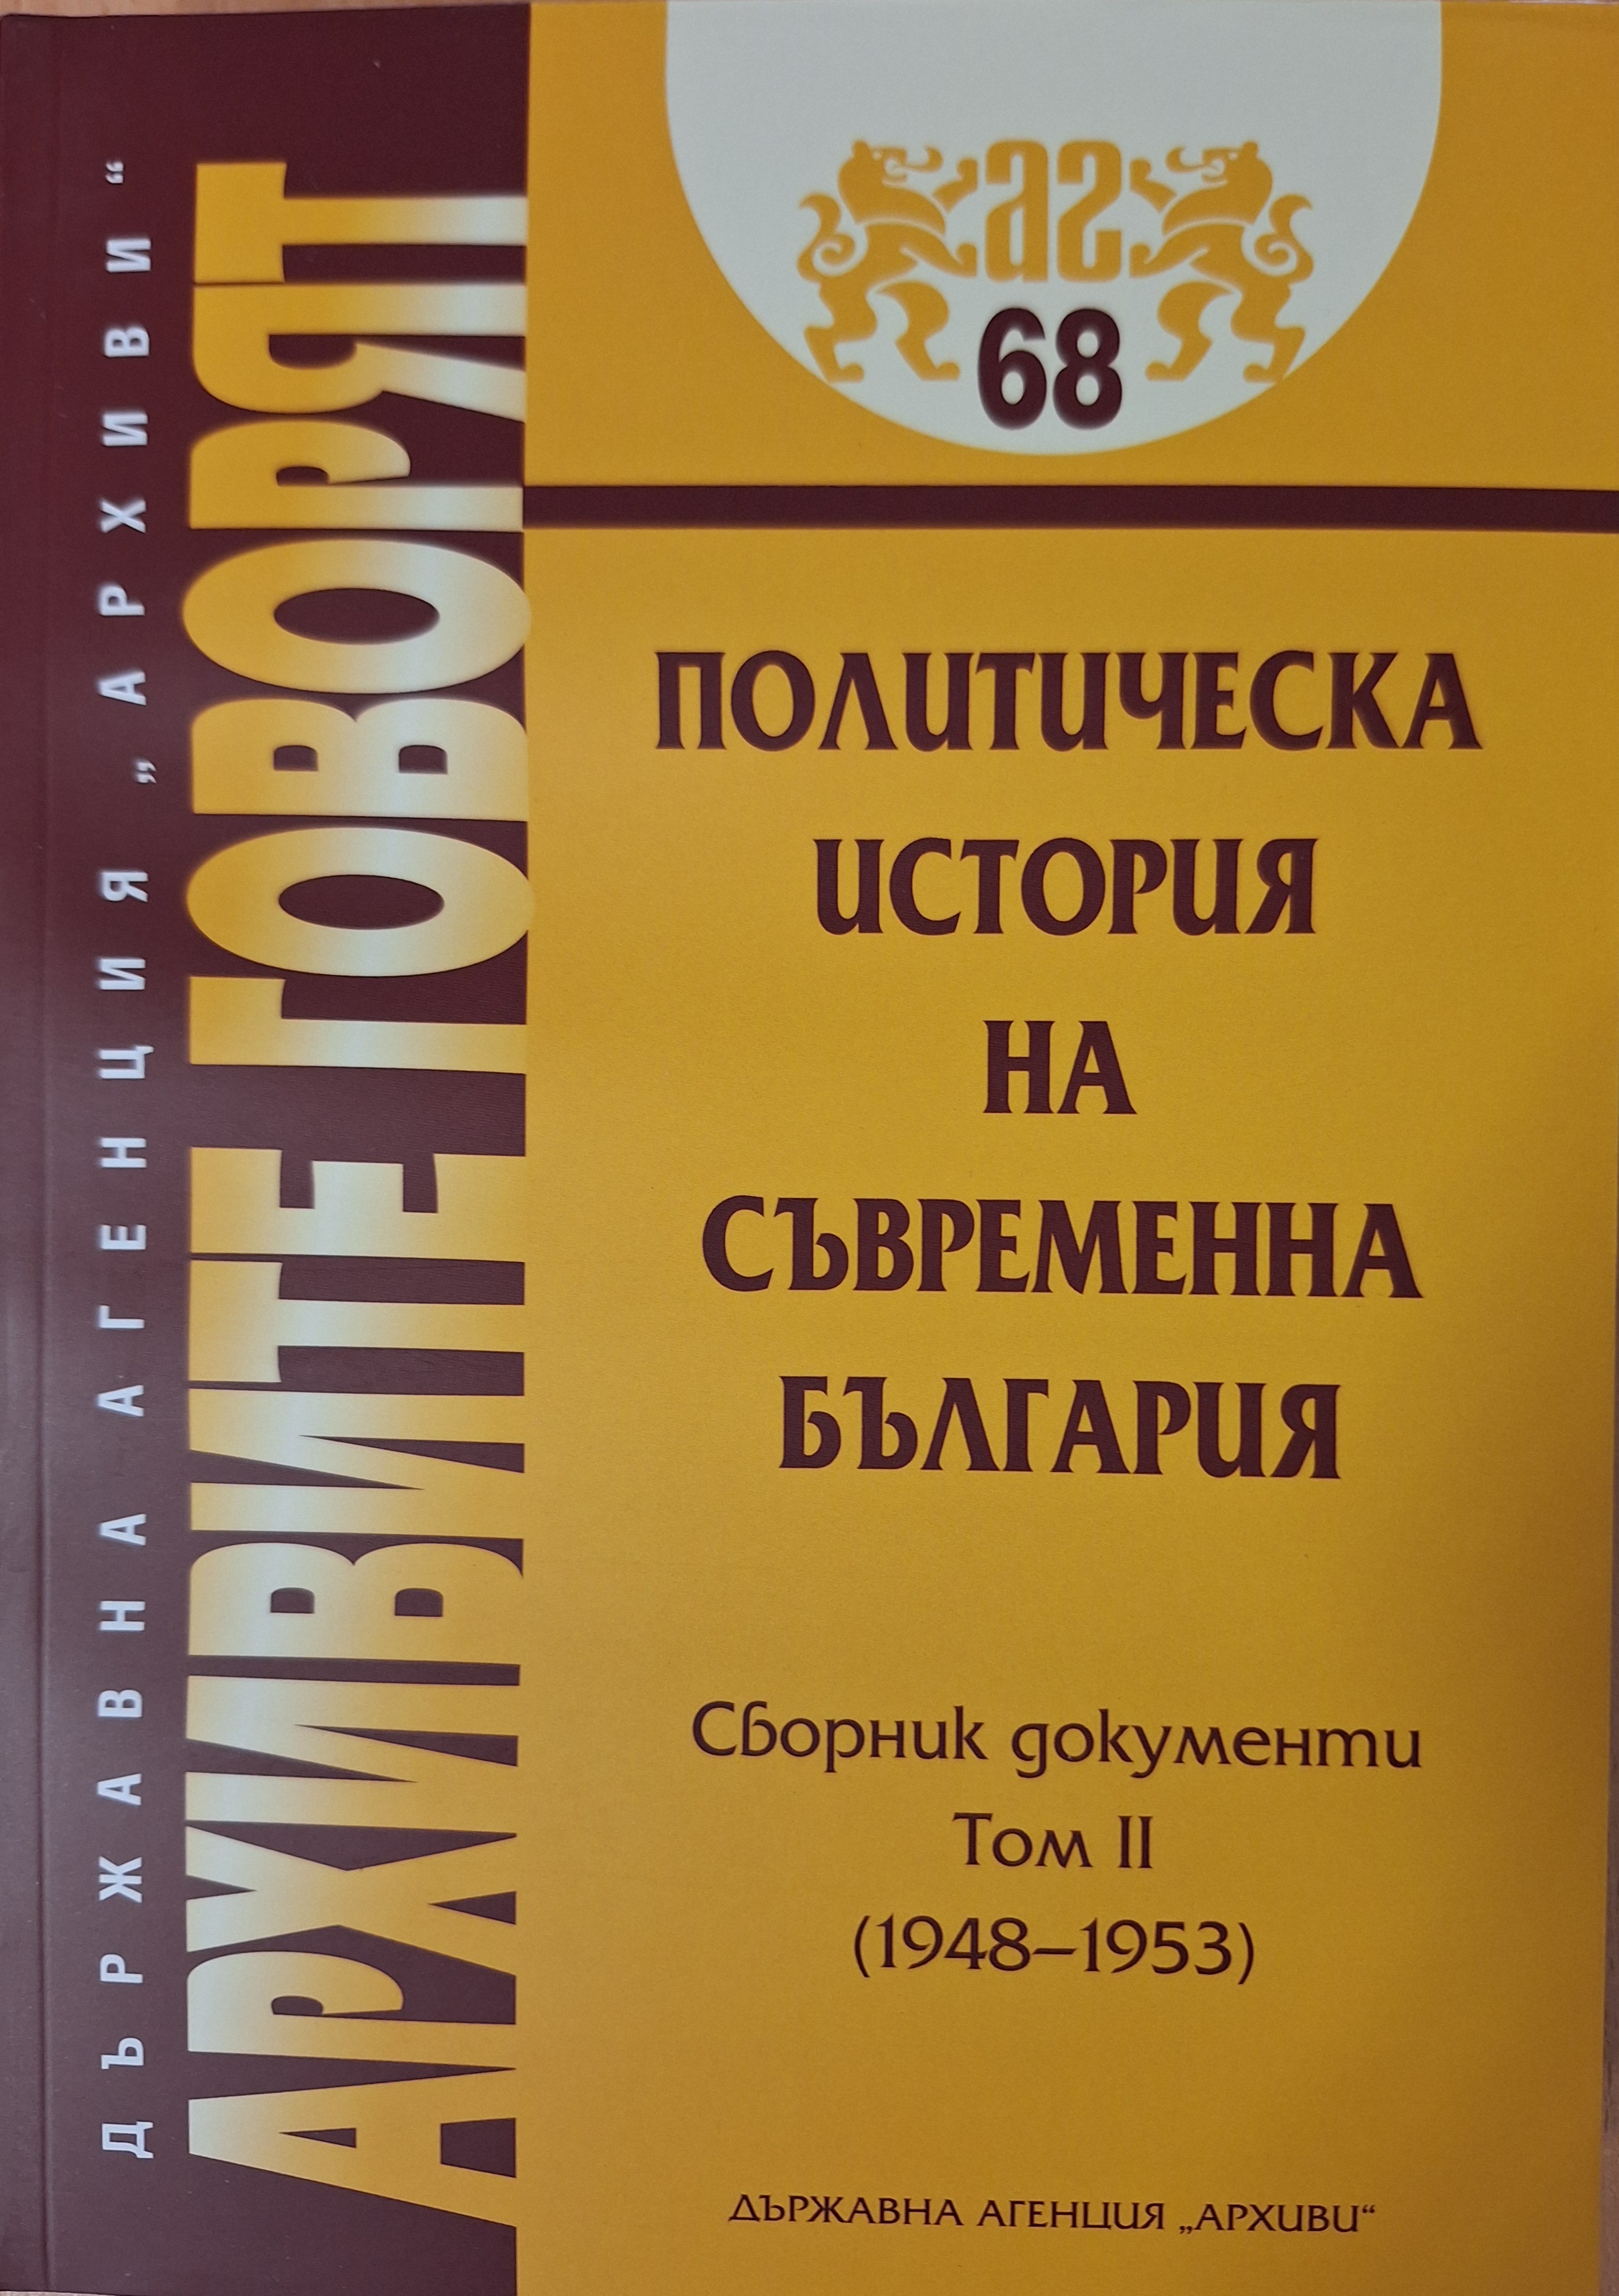 ДЪРЖАВНА АГЕНЦИЯ „АРХИВИ“
АРХИВИТЕ ГОВОРЯТ
аг
68
ПОЛИТИЧЕСКА
ИСТОРИЯ
НА
СЪВРЕМЕННА
БЪЛГАРИЯ
Сборник документи
Том II
(1948–1953)
ДЪРЖАВНА АГЕНЦИЯ „АРХИВИ“